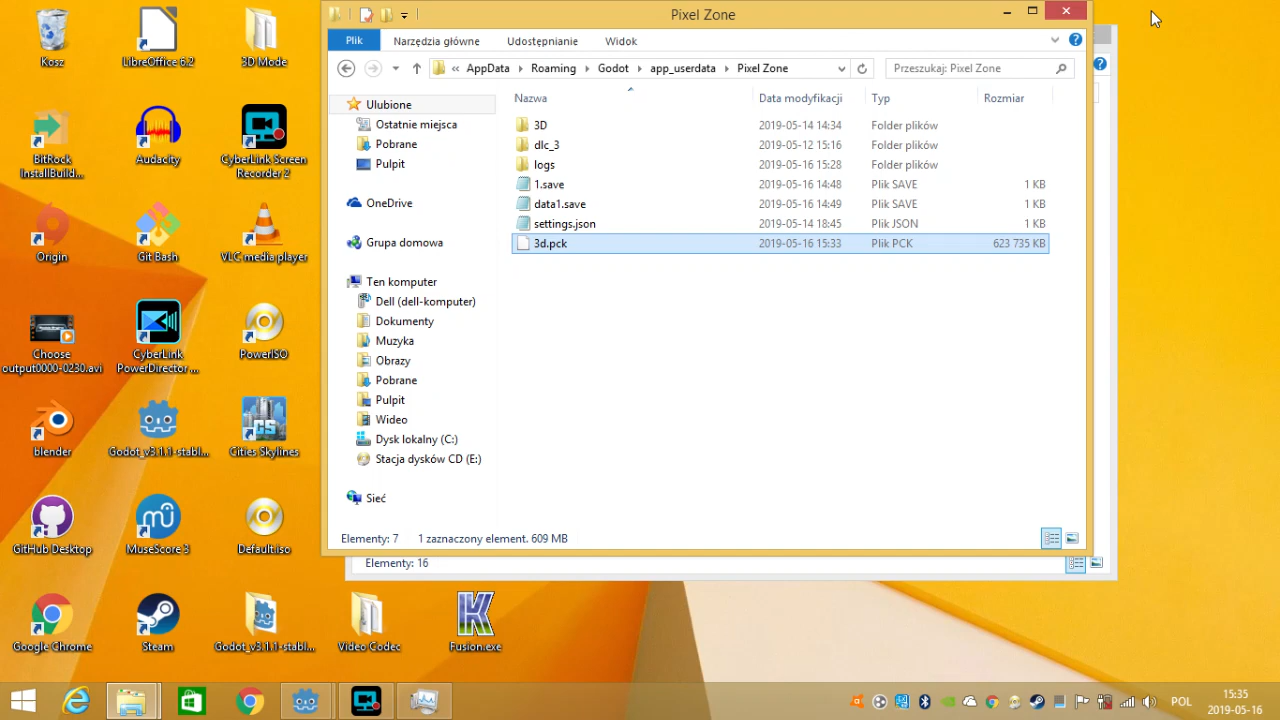 Kosz
LibreOffice 6.2
3D Mode
BitRock
InstallBuild...
Audacity
CyberLink Screen
Recorder 2
Origin
Git Bash
VLC media player
Choose
output0000-0230.avi
CyberLink
PowerDirector ...
PowerISO
blender
Godot_v3.1.1-stabl...
Cities Skylines
GitHub Desktop
MuseScore 3
Default.iso
Google Chrome
Steam
Godot_v3.1.1-stabl...
Video Codec
Fusion.exe
Pixel Zone
Plik
Narzędzia główne
Udostępnianie
Widok
AppData
Roaming
Godot
app_userdata
Pixel Zone
Przeszukaj: Pixel Zone
Ulubione
Ostatnie miejsca
Pobrane
Pulpit
OneDrive
Grupa domowa
Ten komputer
Dell (dell-komputer)
Dokumenty
Muzyka
Obrazy
Pobrane
Pulpit
Wideo
Dysk lokalny (C:)
Stacja dysków CD (E:)
Sieć
Nazwa Data modyfikacji Typ Rozmiar
3D 2019-05-14 14:34 Folder plików
dlc_3 2019-05-12 15:16 Folder plików
logs 2019-05-16 15:28 Folder plików
1.save 2019-05-16 14:48 Plik SAVE 1 KB
data1.save 2019-05-16 14:49 Plik SAVE 1 KB
settings.json 2019-05-14 18:45 Plik JSON 1 KB
3d.pck 2019-05-16 15:33 Plik PCK 623 735 KB
Elementy: 7 1 zaznaczony element. 609 MB
Elementy: 16
POL
15:35
2019-05-16